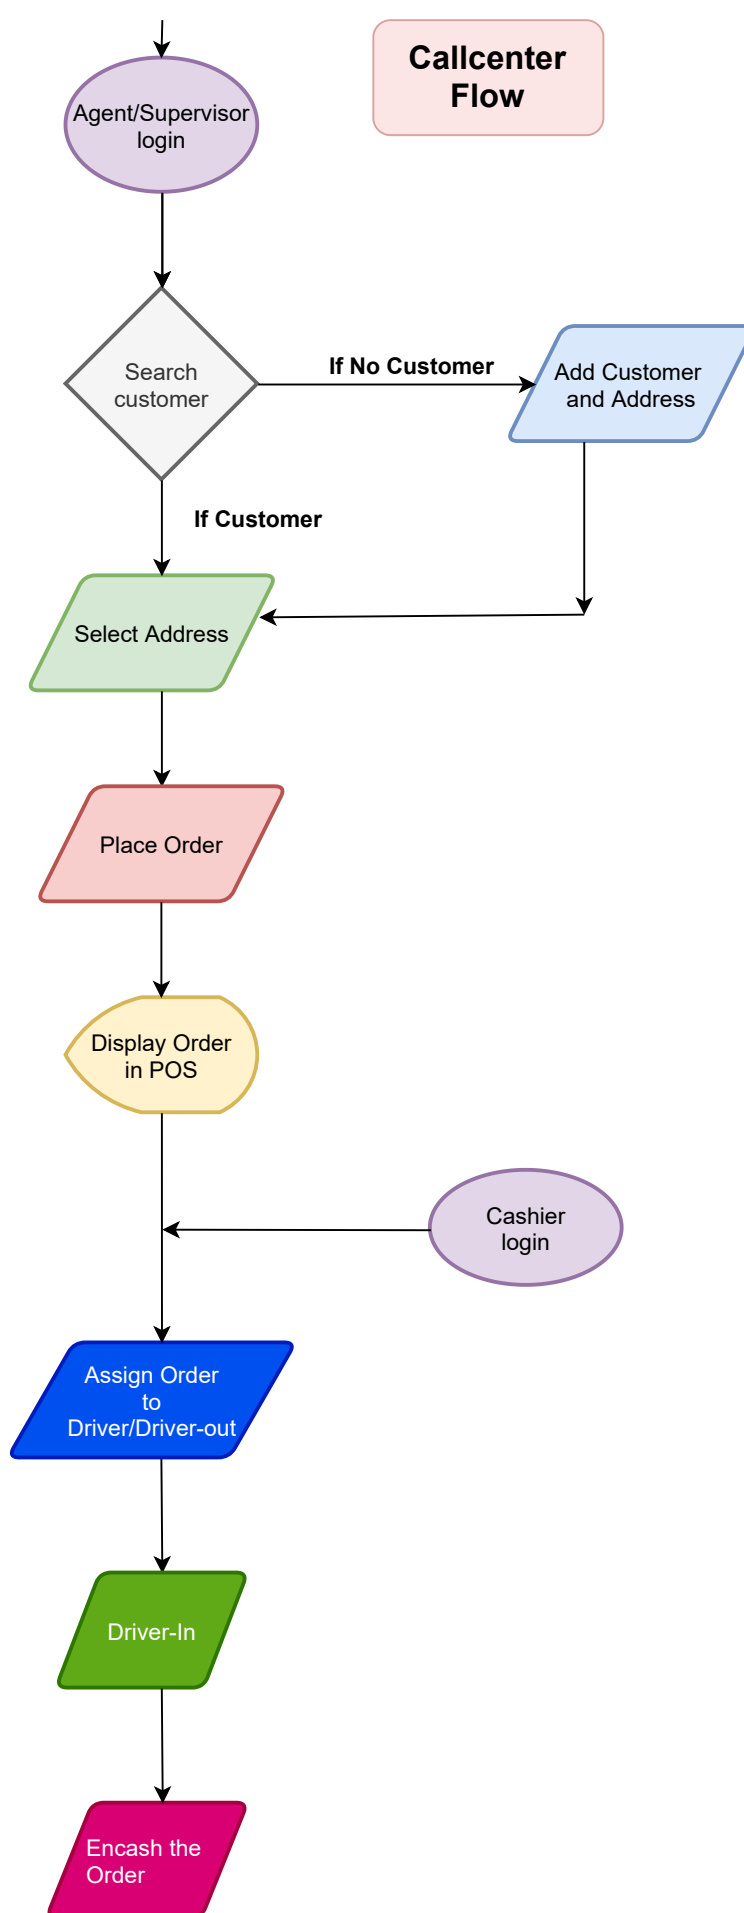 Callcenter
Flow
Agent/Supervisor
login
Search
customer
If No Customer
Add Customer
and Address
If Customer
Select Address
Place Order
Display Order
in POS
Cashier
login
Assign Order
to
Driver/Driver-out
Driver-In
Encash the
Order